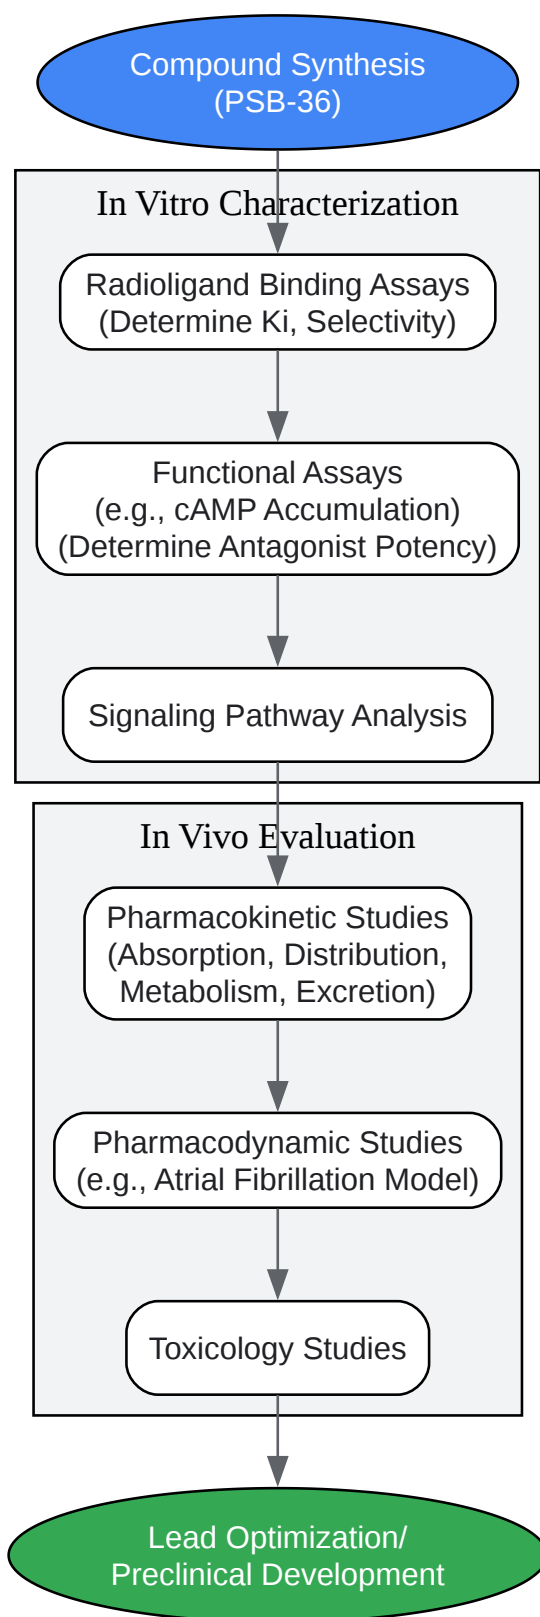 Compound Synthesis
(PSB-36)
In Vitro Characterization
Radioligand Binding Assays
(Determine Ki, Selectivity)
Functional Assays
(e.g., cAMP Accumulation)
(Determine Antagonist Potency)
Signaling Pathway Analysis
In Vivo Evaluation
Pharmacokinetic Studies
(Absorption, Distribution,
Metabolism, Excretion)
Pharmacodynamic Studies
(e.g., Atrial Fibrillation Model)
Toxicology Studies
Lead Optimization/
Preclinical Development